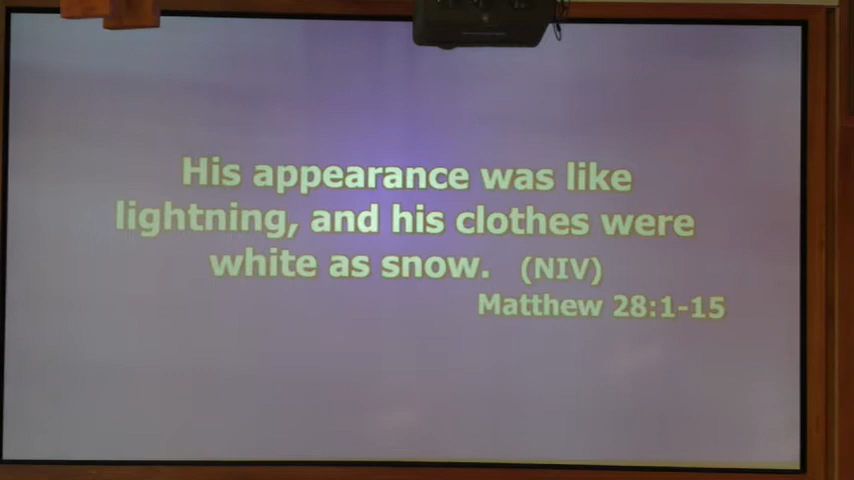 His appearance was like
lightning, and his clothes were
white as snow. (NIV)
Matthew 28:1-15